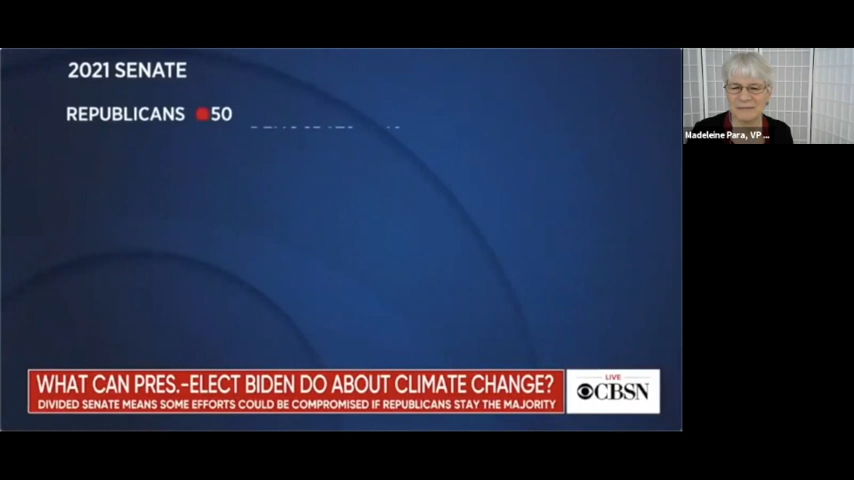 2021 SENATE
REPUBLICANS 50
Madeleine Para, VP ...
WHAT CAN PRES.-ELECT BIDEN DO ABOUT CLIMATE CHANGE?
DIVIDED SENATE MEANS SOME EFFORTS COULD BE COMPROMISED IF REPUBLICANS STAY THE MAJORITY
LIVE
CBSN